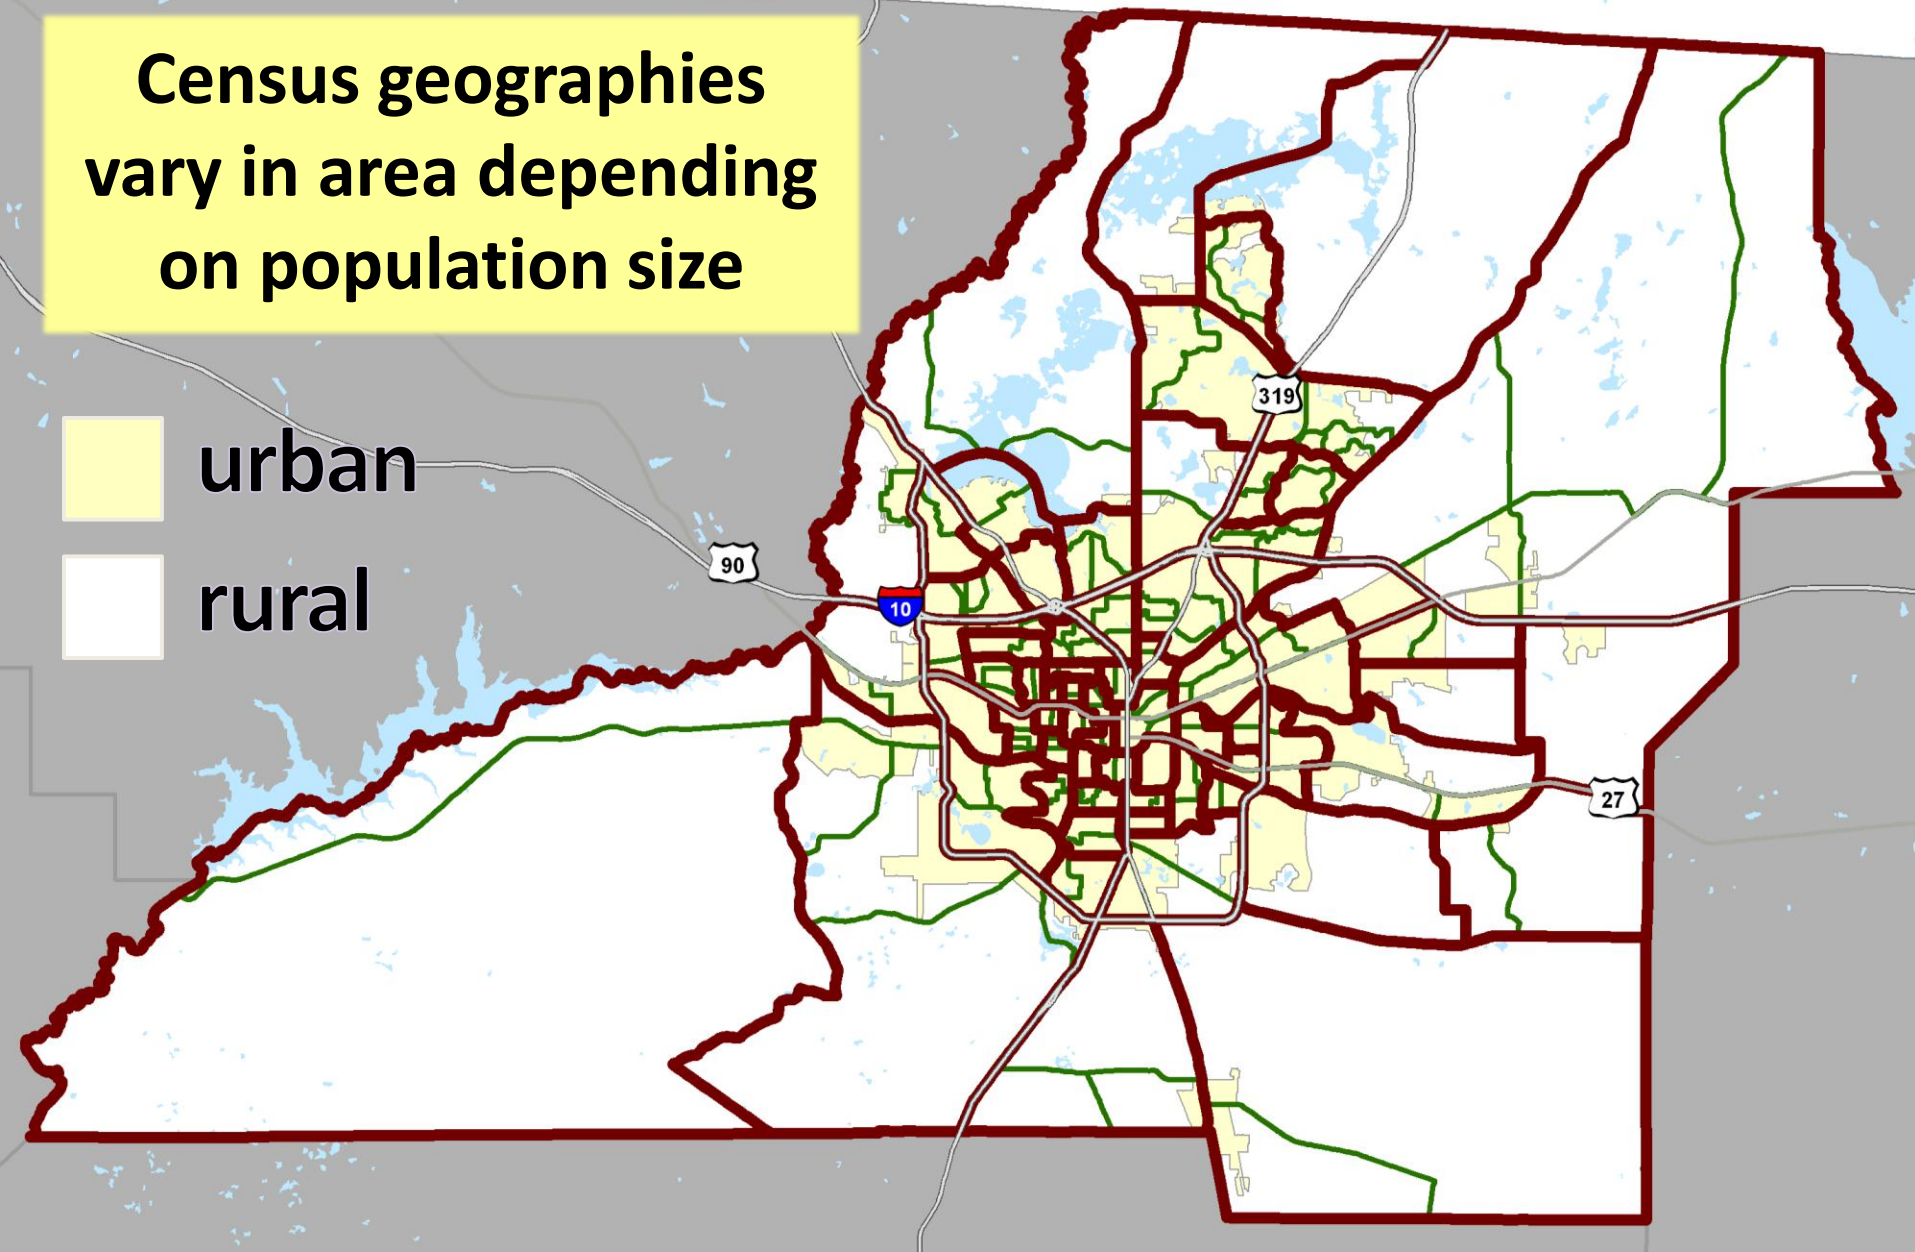 Census geographies
vary in area depending
on population size
319
urban
90
rural
10
27